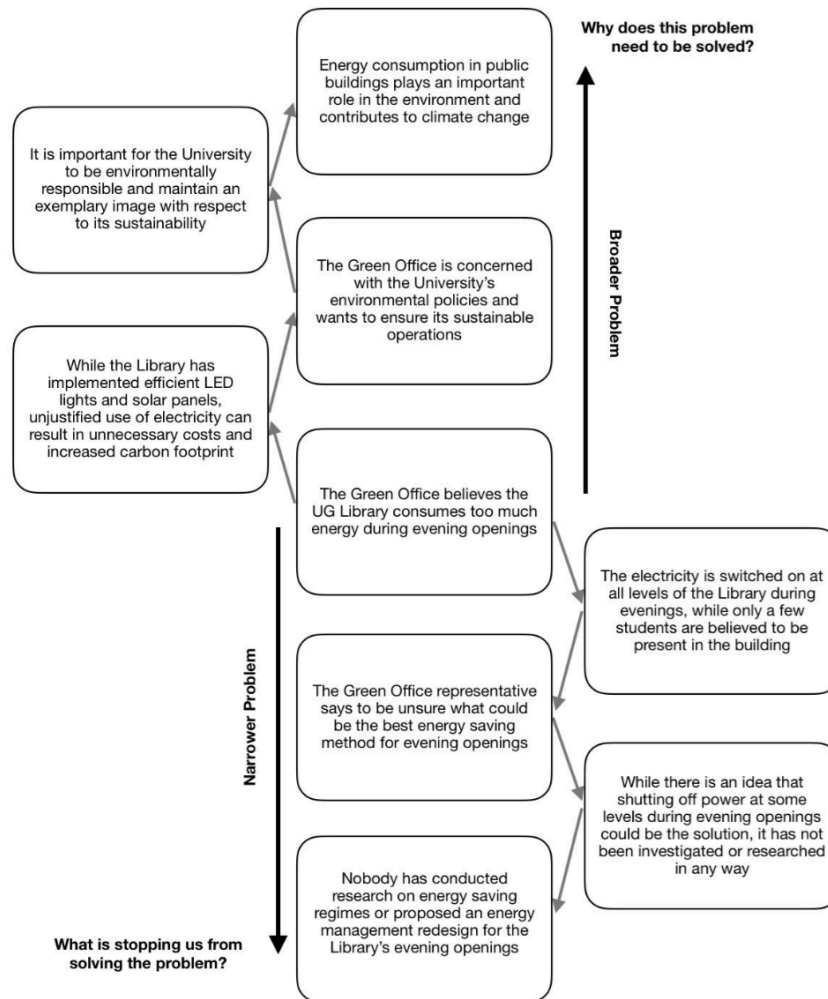 Why does this problem
need to be solved?
Energy consumption in public
buildings plays an important
role in the environment and
contributes to climate change
It is important for the University
to be environmentally
responsible and maintain an
exemplary image with respect
to its sustainability
The Green Office is concerned
with the University's
environmental policies and
wants to ensure its sustainable
operations
Broader Problem
While the Library has
implemented efficient LED
lights and solar panels,
unjustified use of electricity can
result in unnecessary costs and
increased carbon footprint
The Green Office believes the
UG Library consumes too much
energy during evening openings
The electricity is switched on at
all levels of the Library during
evenings, while only a few
students are believed to be
present in the building
Narrower Problem
The Green Office representative
says to be unsure what could
be the best energy saving
method for evening openings
While there is an idea that
shutting off power at some
levels during evening openings
could be the solution, it has not
been investigated or researched
in any way
Nobody has conducted
research on energy saving
regimes or proposed an energy
management redesign for the
Library's evening openings
What is stopping us from
solving the problem?